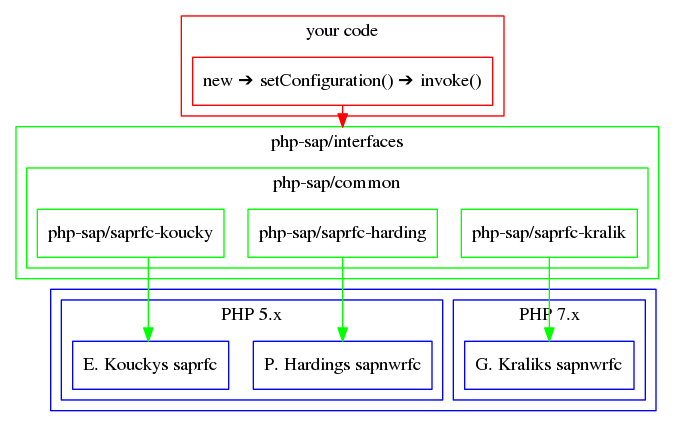 your code
new ➔ setConfiguration() ➔ invoke()
php-sap/interfaces
php-sap/common
php-sap/saprfc-koucky
php-sap/saprfc-harding
php-sap/saprfc-kralik
PHP 5.x
PHP 7.x
E. Kouckys saprfc
P. Hardings sapnwrfc
G. Kraliks sapnwrfc